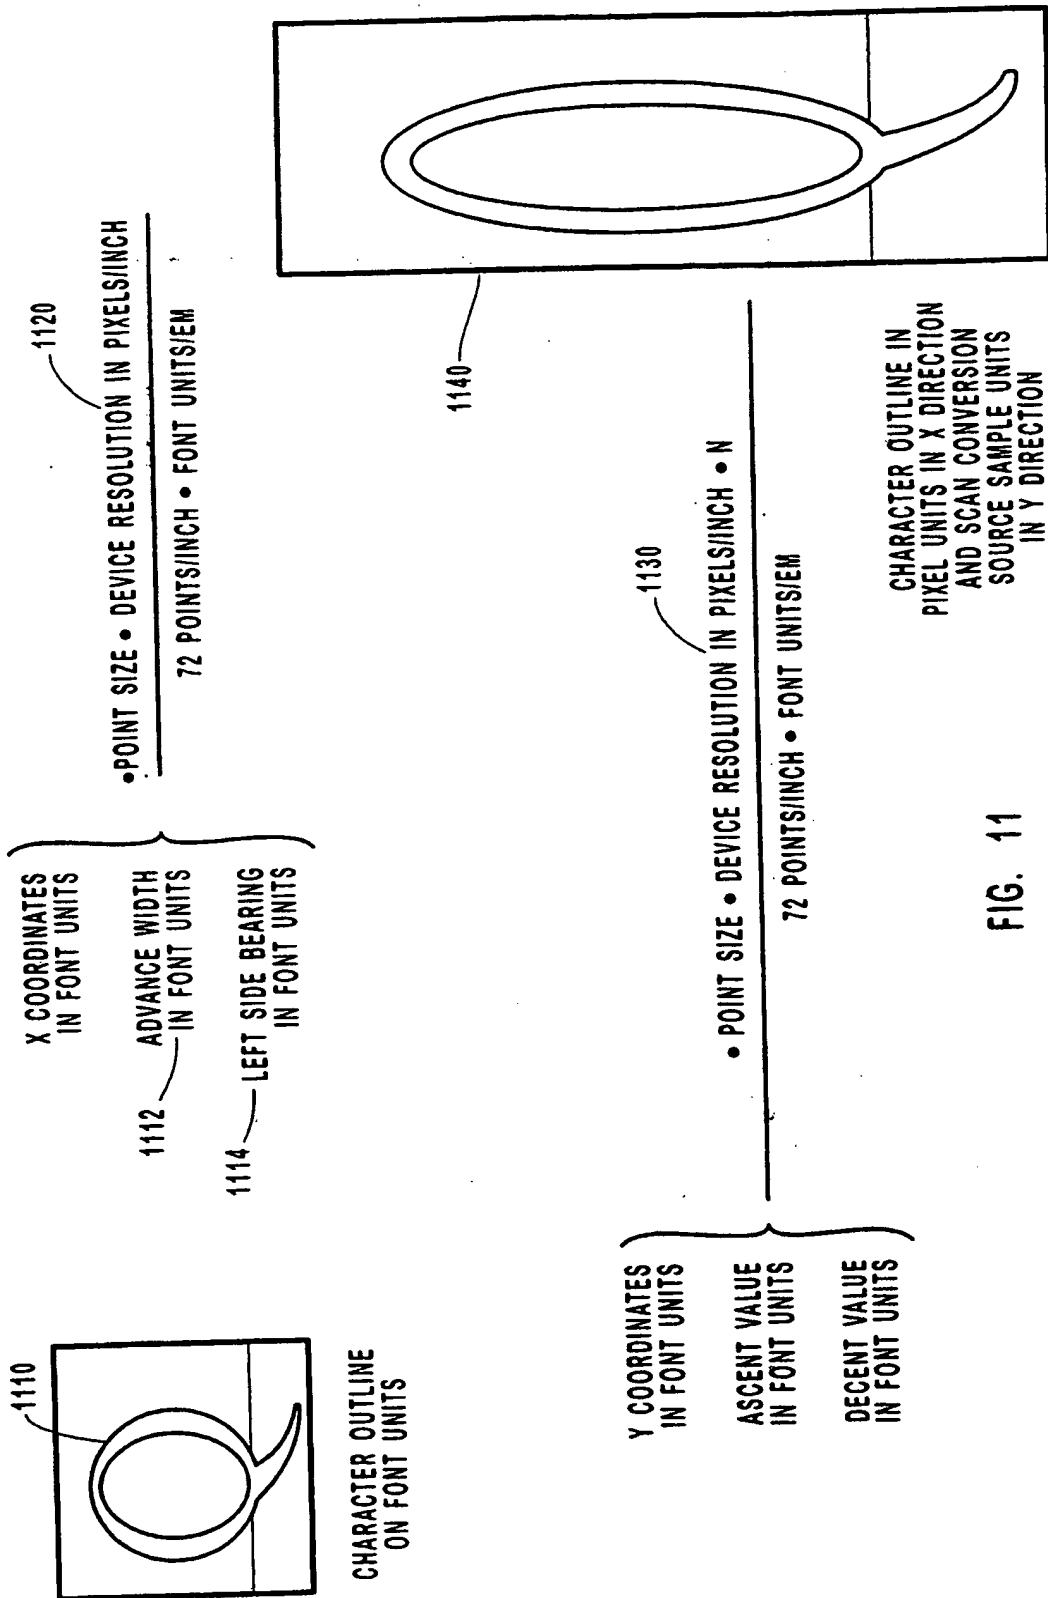 1110
CHARACTER OUTLINE
ON FONT UNITS
X COORDINATES
IN FONT UNITS
1112
ADVANCE WIDTH
IN FONT UNITS
1114
LEFT SIDE BEARING
IN FONT UNITS
1120
•POINT SIZE • DEVICE RESOLUTION IN PIXELS/INCH
72 POINTS/INCH • FONT UNITS/EM
Y COORDINATES
IN FONT UNITS
ASCENT VALUE
IN FONT UNITS
DECENT VALUE
IN FONT UNITS
1130
• POINT SIZE • DEVICE RESOLUTION IN PIXELS/INCH • N
72 POINTS/INCH • FONT UNITS/EM
1140
CHARACTER OUTLINE IN
PIXEL UNITS IN X DIRECTION
AND SCAN CONVERSION
SOURCE SAMPLE UNITS
IN Y DIRECTION
FIG. 11